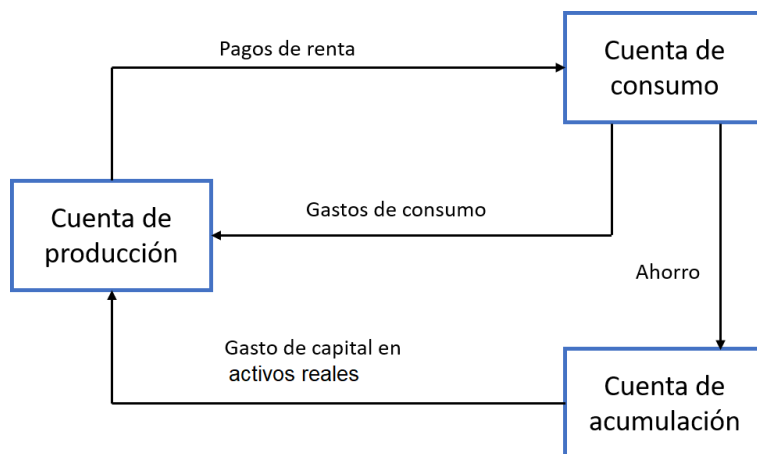 Pagos de renta
Cuenta de
consumo
Cuenta de
producción
Gastos de consumo
Ahorro
Gasto de capital en
activos reales
Cuenta de
acumulación